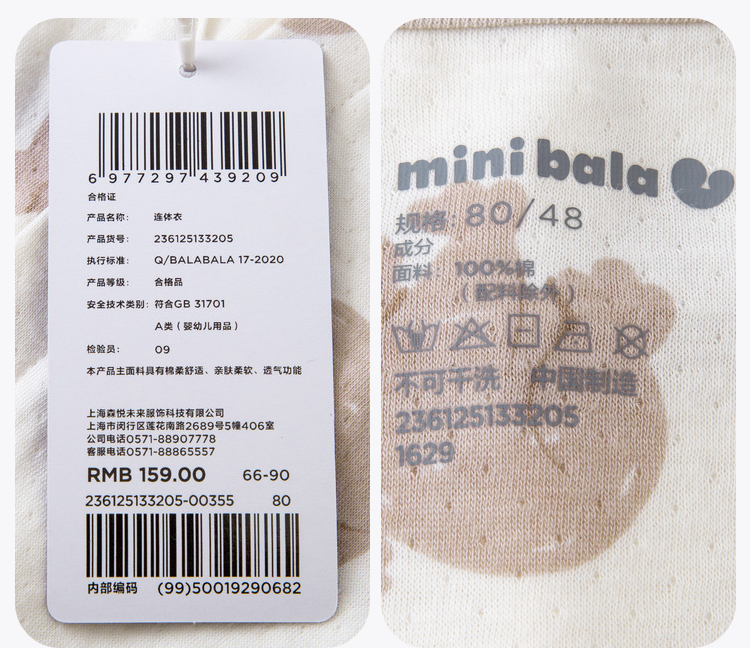 6 977297 439209
合格证
产品名称： 连体衣
产品货号： 236125133205
执行标准： Q/BALABALA 17-2020
产品等级： 合格品
安全技术类别：符合GB 31701
A类（婴幼儿用品）
检验员： 09
本产品主面料具有棉柔舒适、亲肤柔软、透气功能
上海森悦未来服饰科技有限公司
上海市闵行区莲花南路2689号5幢406室
公司电话0571-88907778
客服电话0571-88865557
RMB 159.00 66-90
236125133205-00355 80
内部编码 (99)50019290682
mini bala
规格: 80/48
成分
面料: 100%棉
(配料除外)
不可干洗 中国制造
236125133205
1629